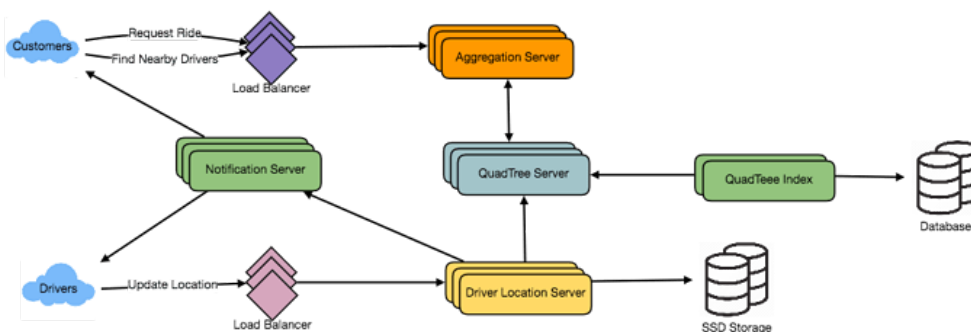 Request Ride
Customers
Find Nearby Drivers
Aggregation Server
Load Balancer
Notification Server
QuadTree Server
QuadTeee Index
Database
Drivers
Update Location
Driver Location Server
Load Balancer
SSD Storage